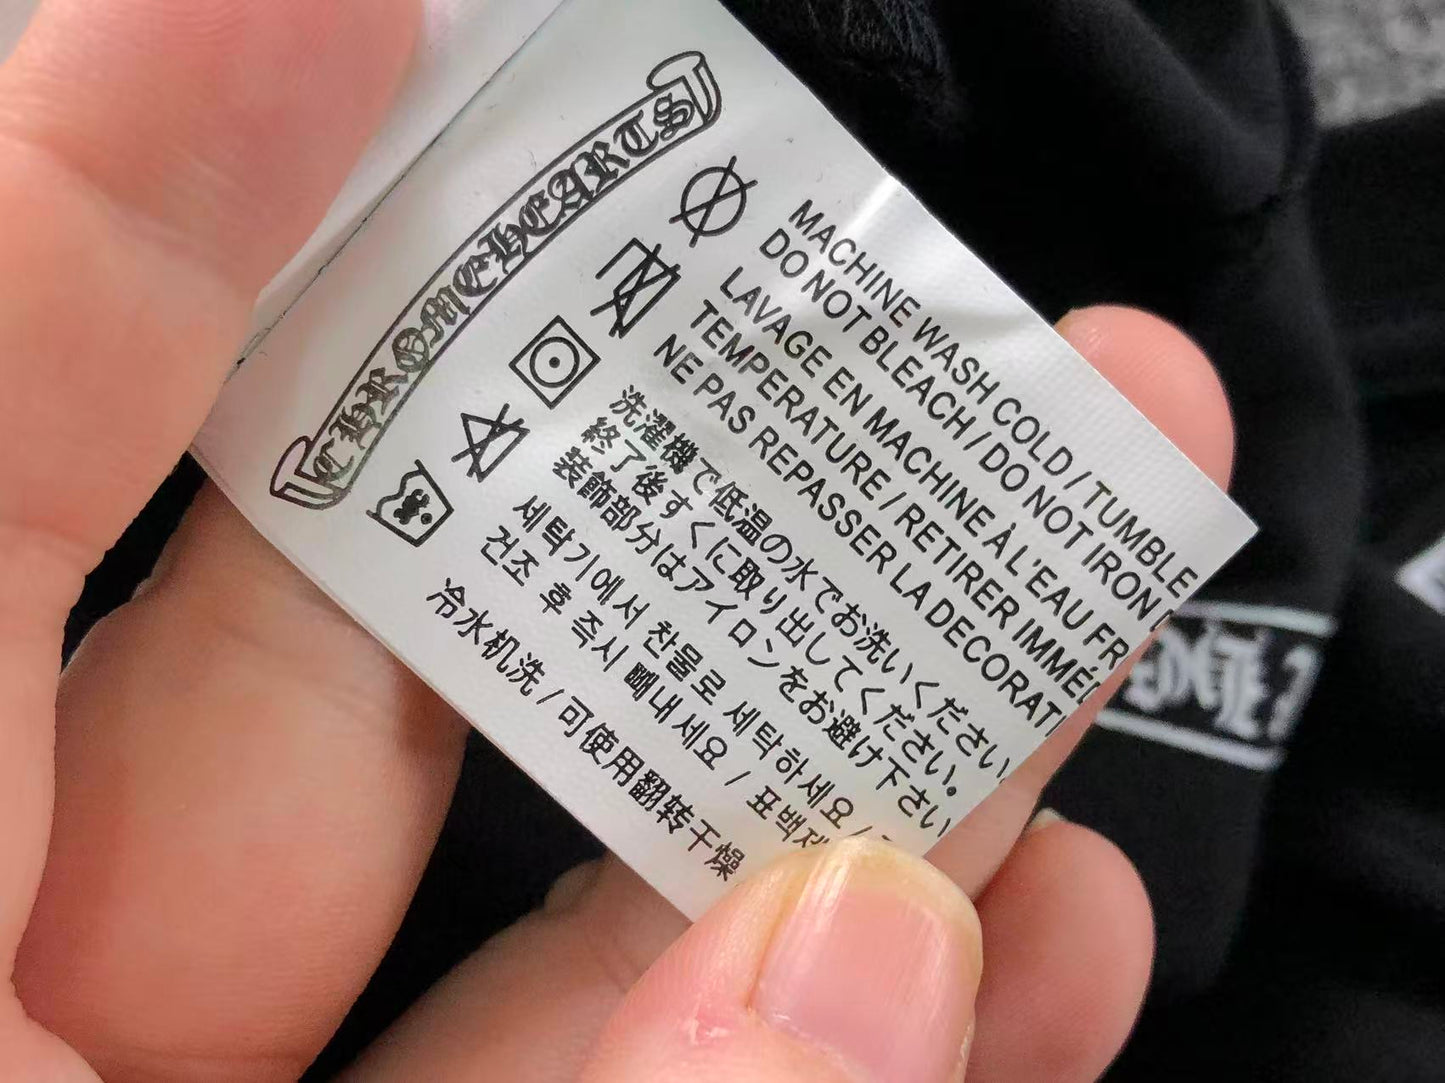 CHROME HEARTS
MACHINE WASH COLD / TUMBLE
DO NOT BLEACH / DO NOT IRON
LAVAGE EN MACHINE À L'EAU FR
TEMPERATURE / RETIRER IMMÉ
NE PAS REPASSER LA DECORATI
洗濯機で低温の水でお洗いください
終了後すぐに取り出してください。
装飾部分はアイロンをお避け下さい
세탁기에서 찬물로 세탁하세요 /
건조 후 즉시 빼내세요 / 표백제
冷水机洗 / 可使用翻转干燥